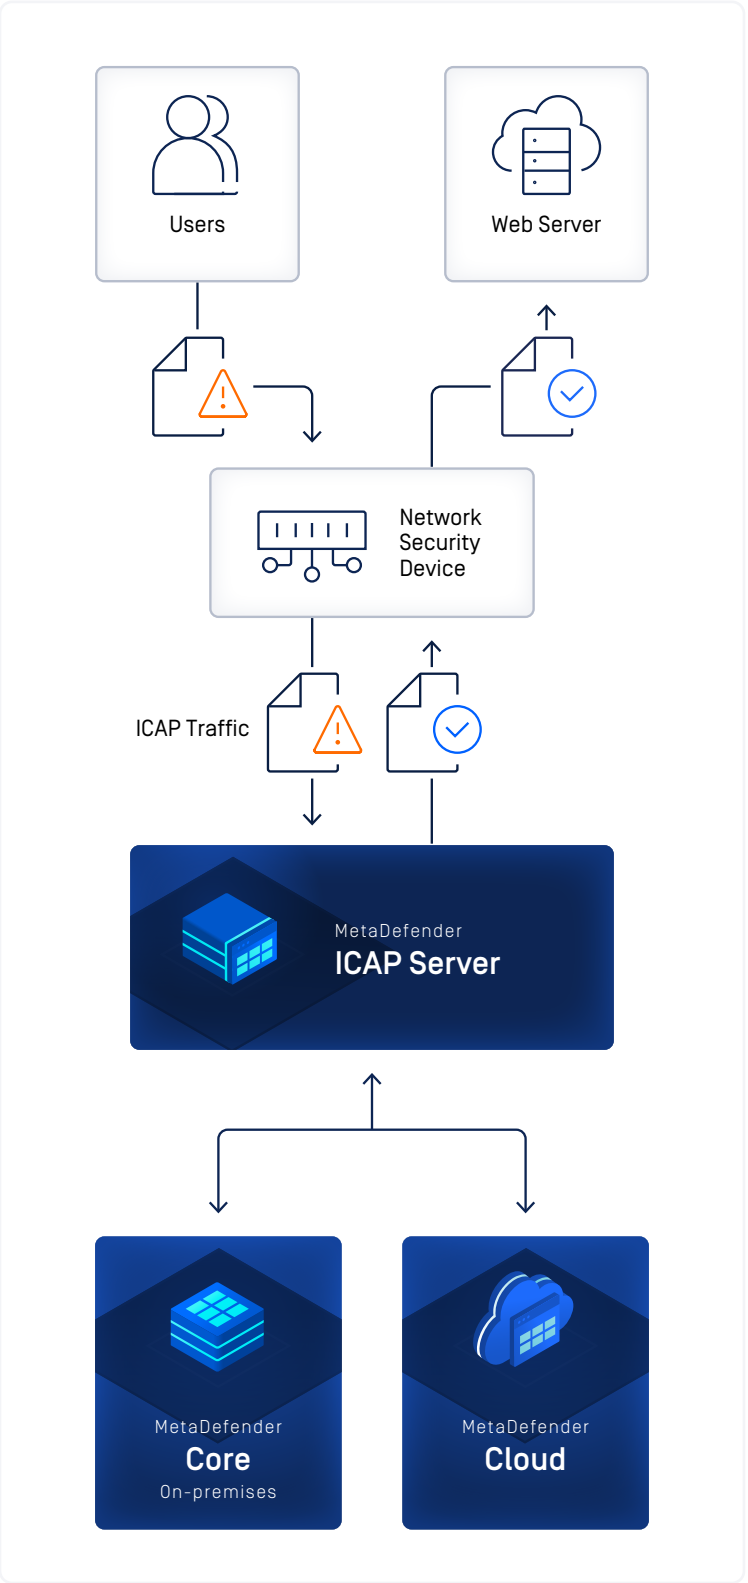 Users
Web Server
Network
Security
Device
ICAP Traffic
MetaDefender
ICAP Server
MetaDefender
Core
On-premises
MetaDefender
Cloud